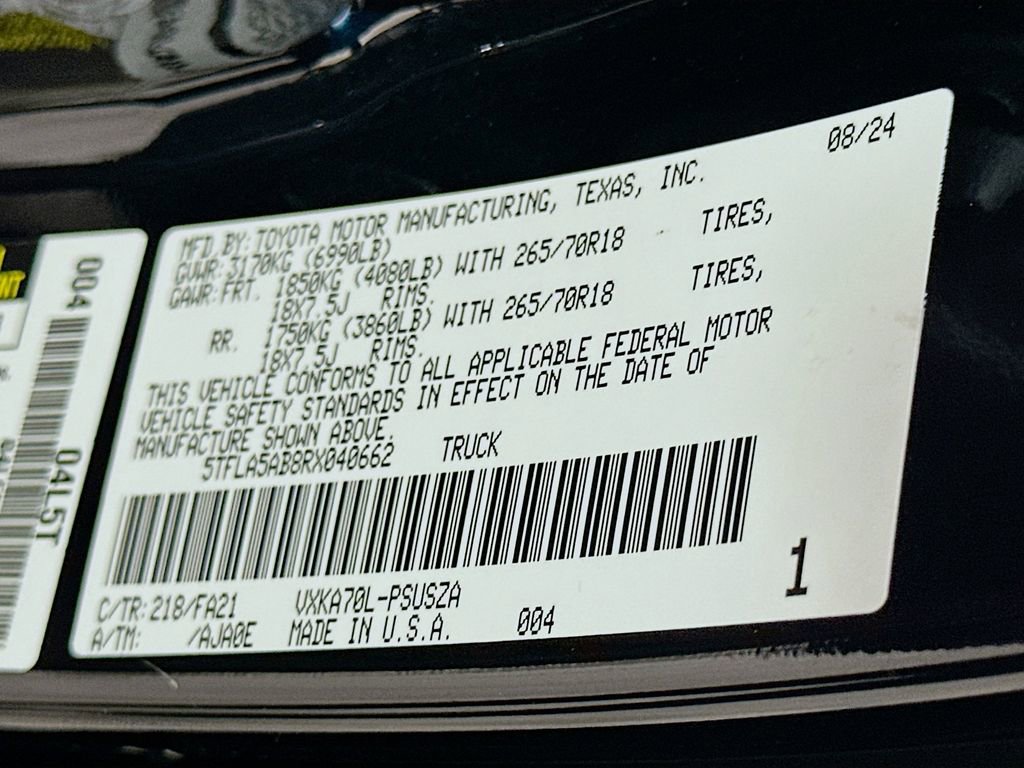 08/24
MFD.BY:TOYOTA MOTOR MANUFACTURING, TEXAS, INC.
GVWR:3170KG (6990LB)
GAWR:FRT. 1850KG (4080LB) WITH 265/70R18 TIRES,
18X7.5J RIMS.
RR. 1750KG (3860LB) WITH 265/70R18 TIRES,
18X7.5J RIMS.
THIS VEHICLE CONFORMS TO ALL APPLICABLE FEDERAL MOTOR
VEHICLE SAFETY STANDARDS IN EFFECT ON THE DATE OF
MANUFACTURE SHOWN ABOVE.
5TFLA5AB8RX040662 TRUCK
C/TR:218/FA21 VXKA70L-PSUSZA
A/TM: /AJA0E MADE IN U.S.A. 004
1
004
04L5T